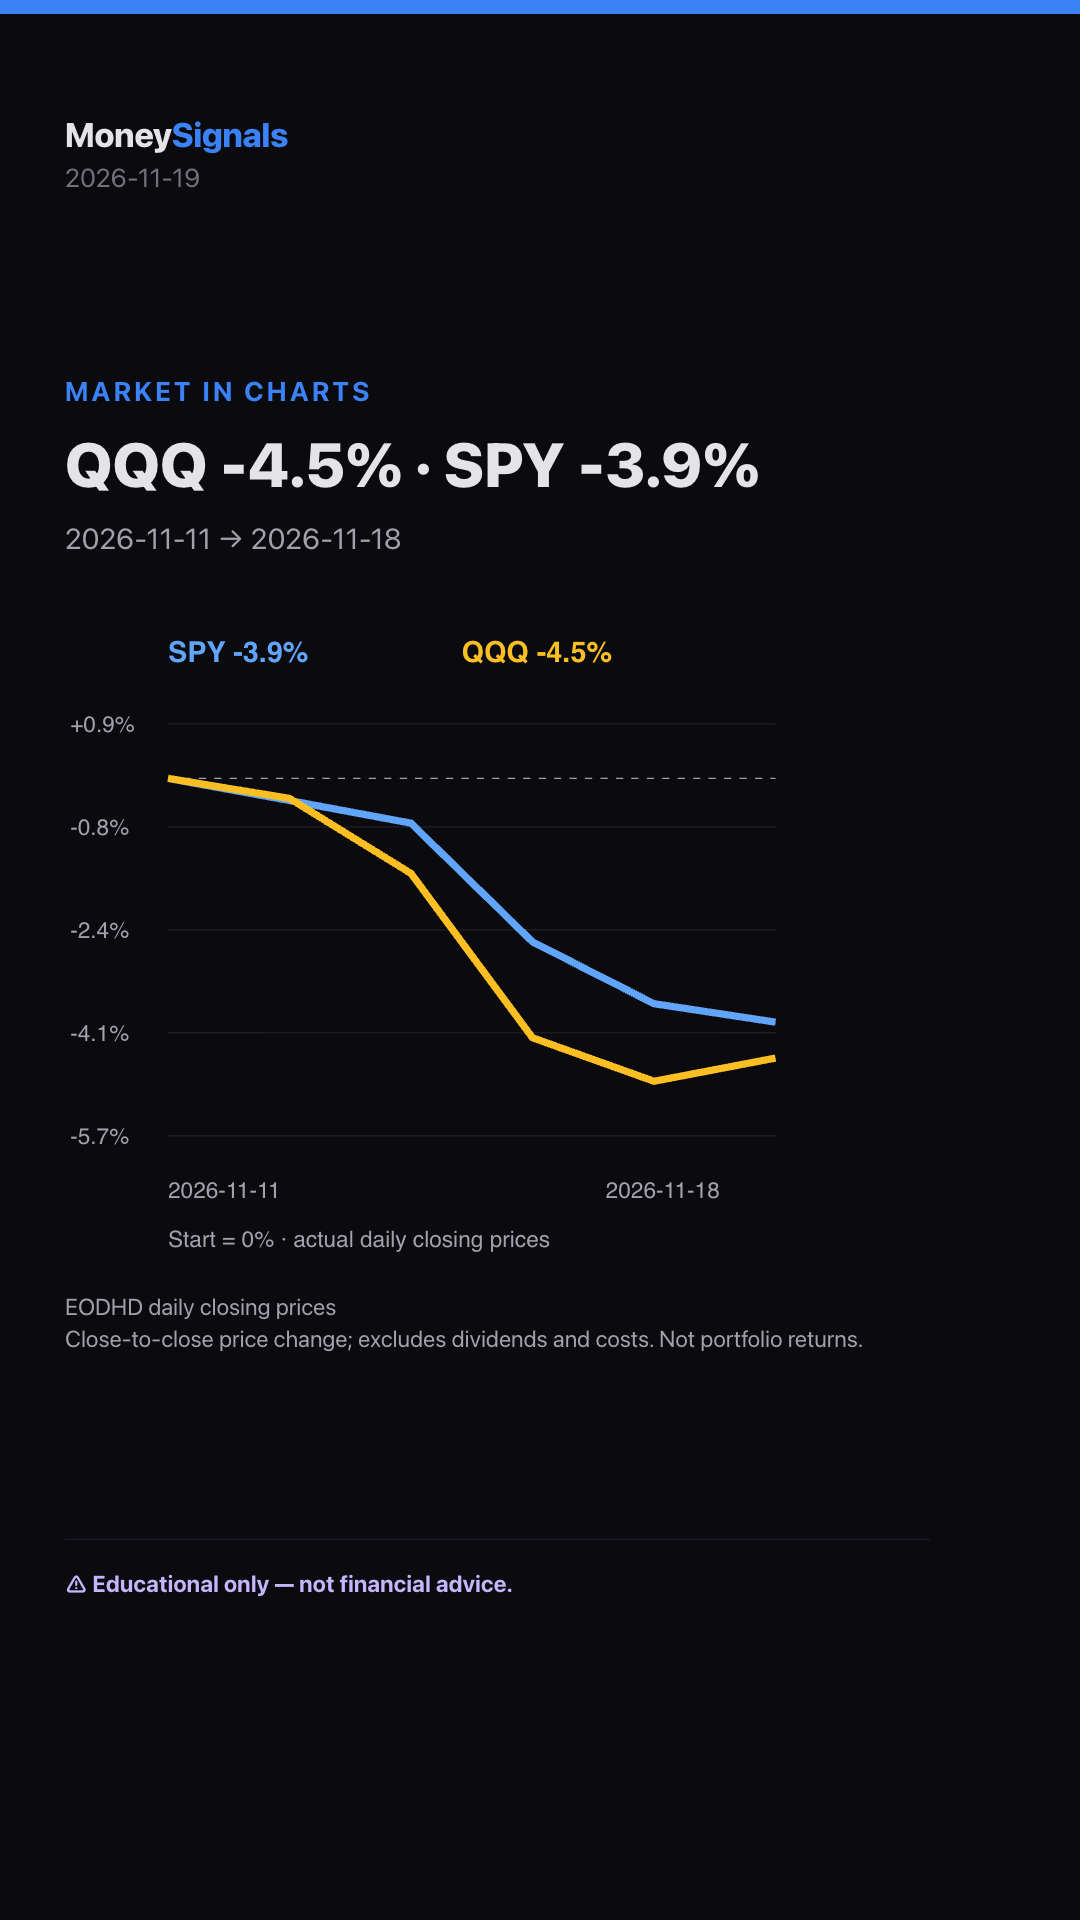 MoneySignals
2026-11-19
MARKET IN CHARTS
QQQ -4.5% · SPY -3.9%
2026-11-11 → 2026-11-18
SPY -3.9% QQQ -4.5%
+0.9%
-0.8%
-2.4%
-4.1%
-5.7%
2026-11-11 2026-11-18
Start = 0% · actual daily closing prices
EODHD daily closing prices
Close-to-close price change; excludes dividends and costs. Not portfolio returns.
⚠ Educational only — not financial advice.